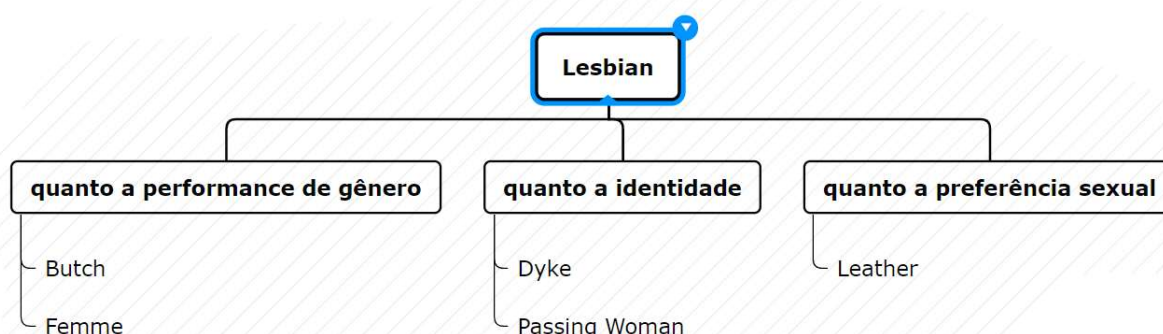 Lesbian
quanto a performance de gênero
quanto a identidade
quanto a preferência sexual
Butch
Dyke
Leather
Femme
Passing Woman